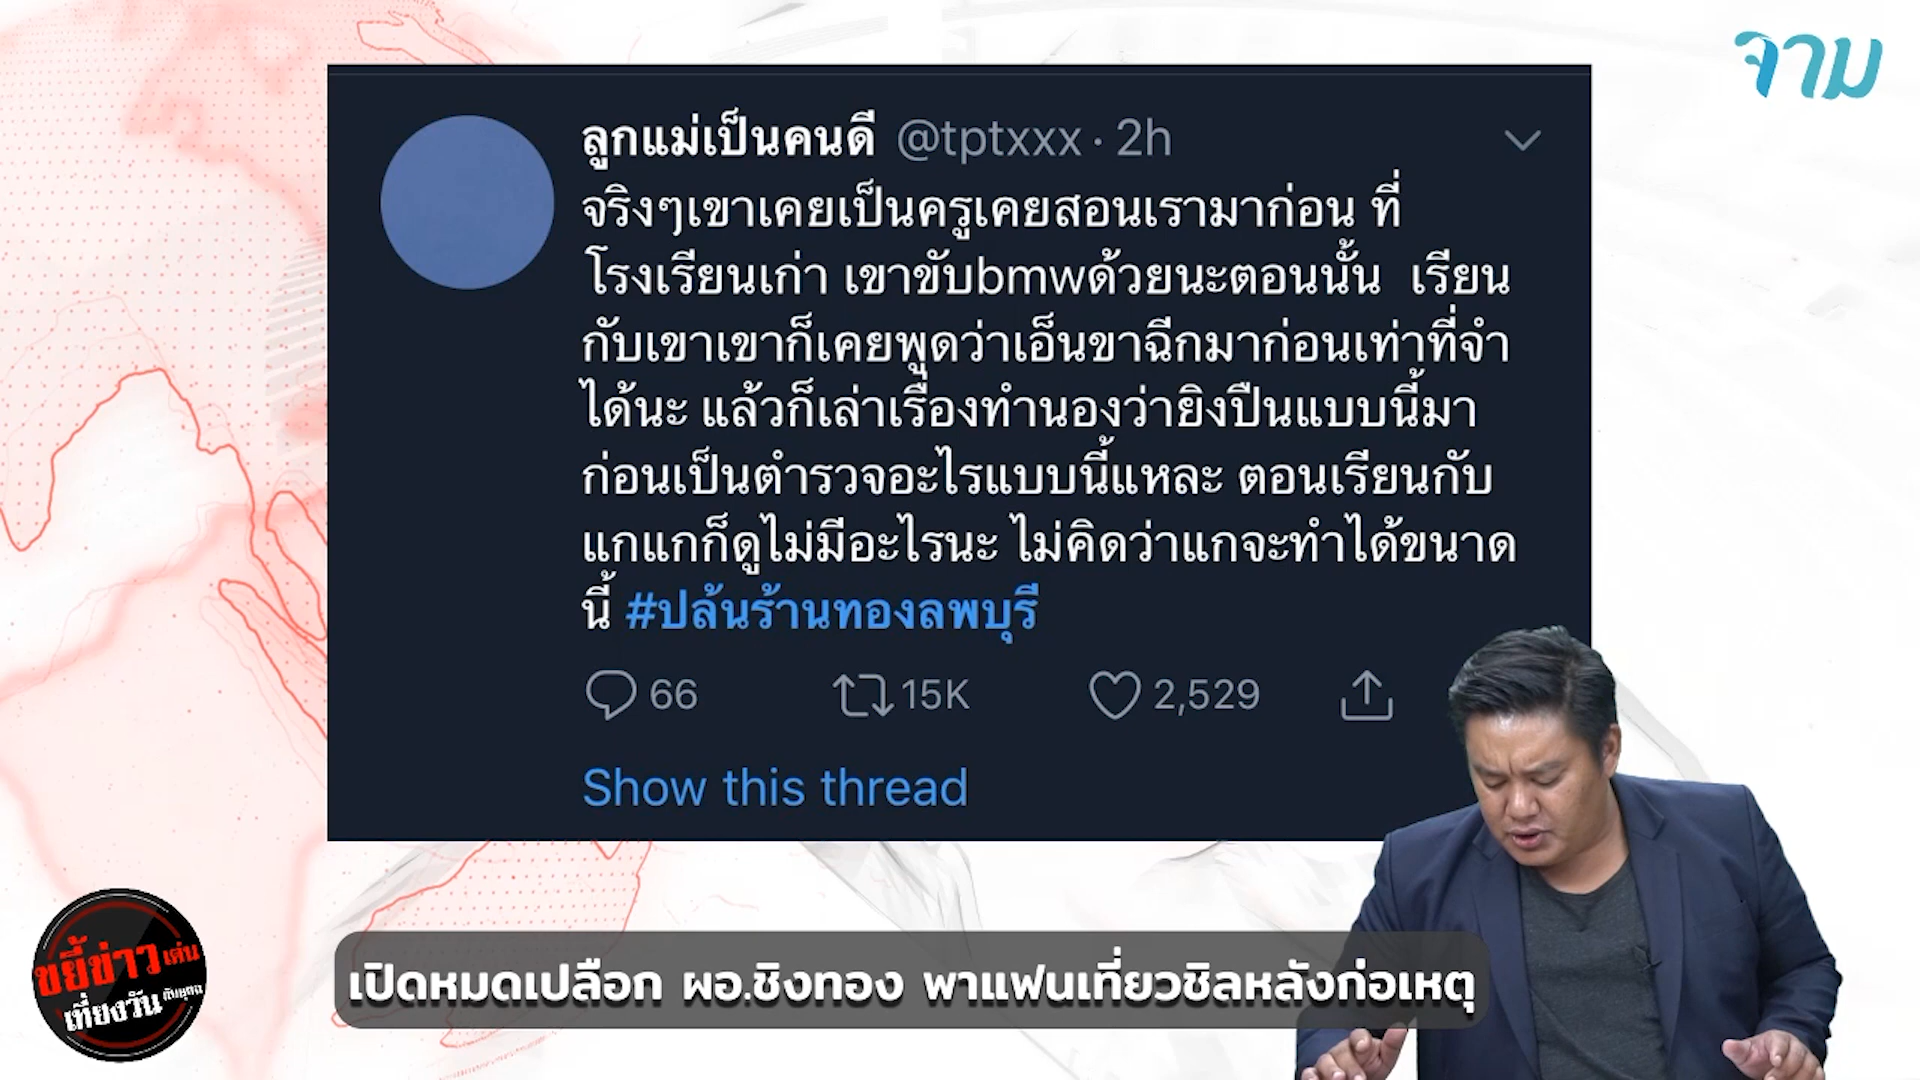 จาม
ลูกแม่เป็นคนดี @tptxxx · 2h
จริงๆเขาเคยเป็นครูเคยสอนเรามาก่อน ที่
โรงเรียนเก่า เขาขับbmwด้วยนะตอนนั้น เรียน
กับเขาเขาก็เคยพูดว่าเอ็นขาฉีกมาก่อนเท่าที่จำ
ได้นะ แล้วก็เล่าเรื่องทำนองว่ายิงปืนแบบนี้มา
ก่อนเป็นตำรวจอะไรแบบนี้แหละ ตอนเรียนกับ
แกแกก็ดูไม่มีอะไรนะ ไม่คิดว่าแกจะทำได้ขนาด
นี้ #ปล้นร้านทองลพบุรี
66 15K 2,529
Show this thread
ขยี้ข่าวเด่น
เที่ยงวัน
เปิดหมดเปลือก ผอ.ชิงทอง พาแฟนเที่ยวชิลหลังก่อเหตุ